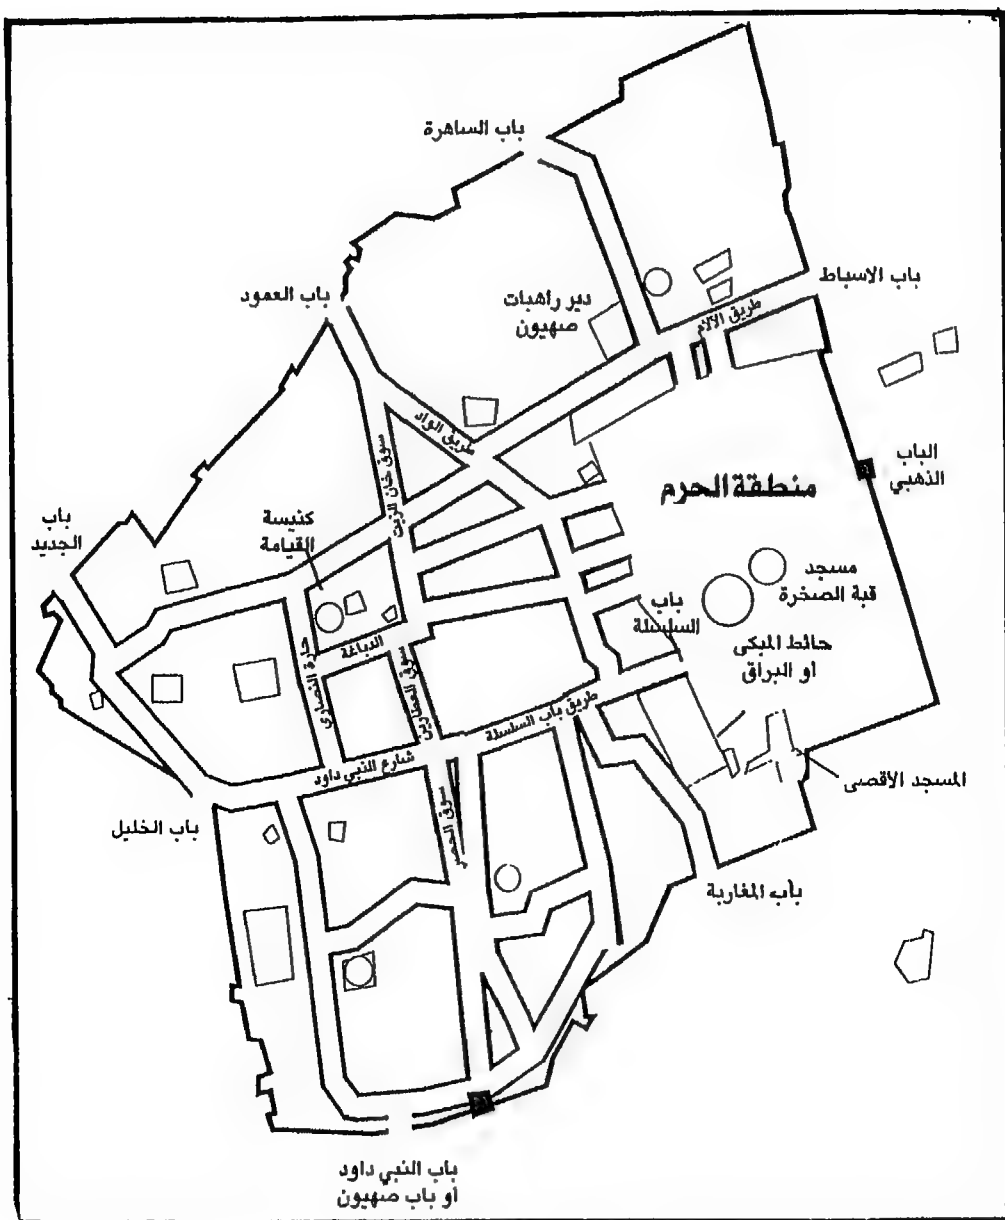 باب الساهرة
باب الاسباط
باب العمود
دير راهبات
صهيون
طريق الآلام
طريق الواد
سوق خان الزيت
الباب
الذهبي
منطقة الحرم
كنيسة
القيامة
باب
الجديد
مسجد
قبة الصخرة
باب
السلسلة
حائط المبكى
او البراق
حارة النصارى
الدباغة
سوق العطارين
طريق باب السلسلة
شارع النبي داود
المسجد الاقصى
باب الخليل
سوق الحصر
باب المغاربة
باب النبي داود
او باب صهيون